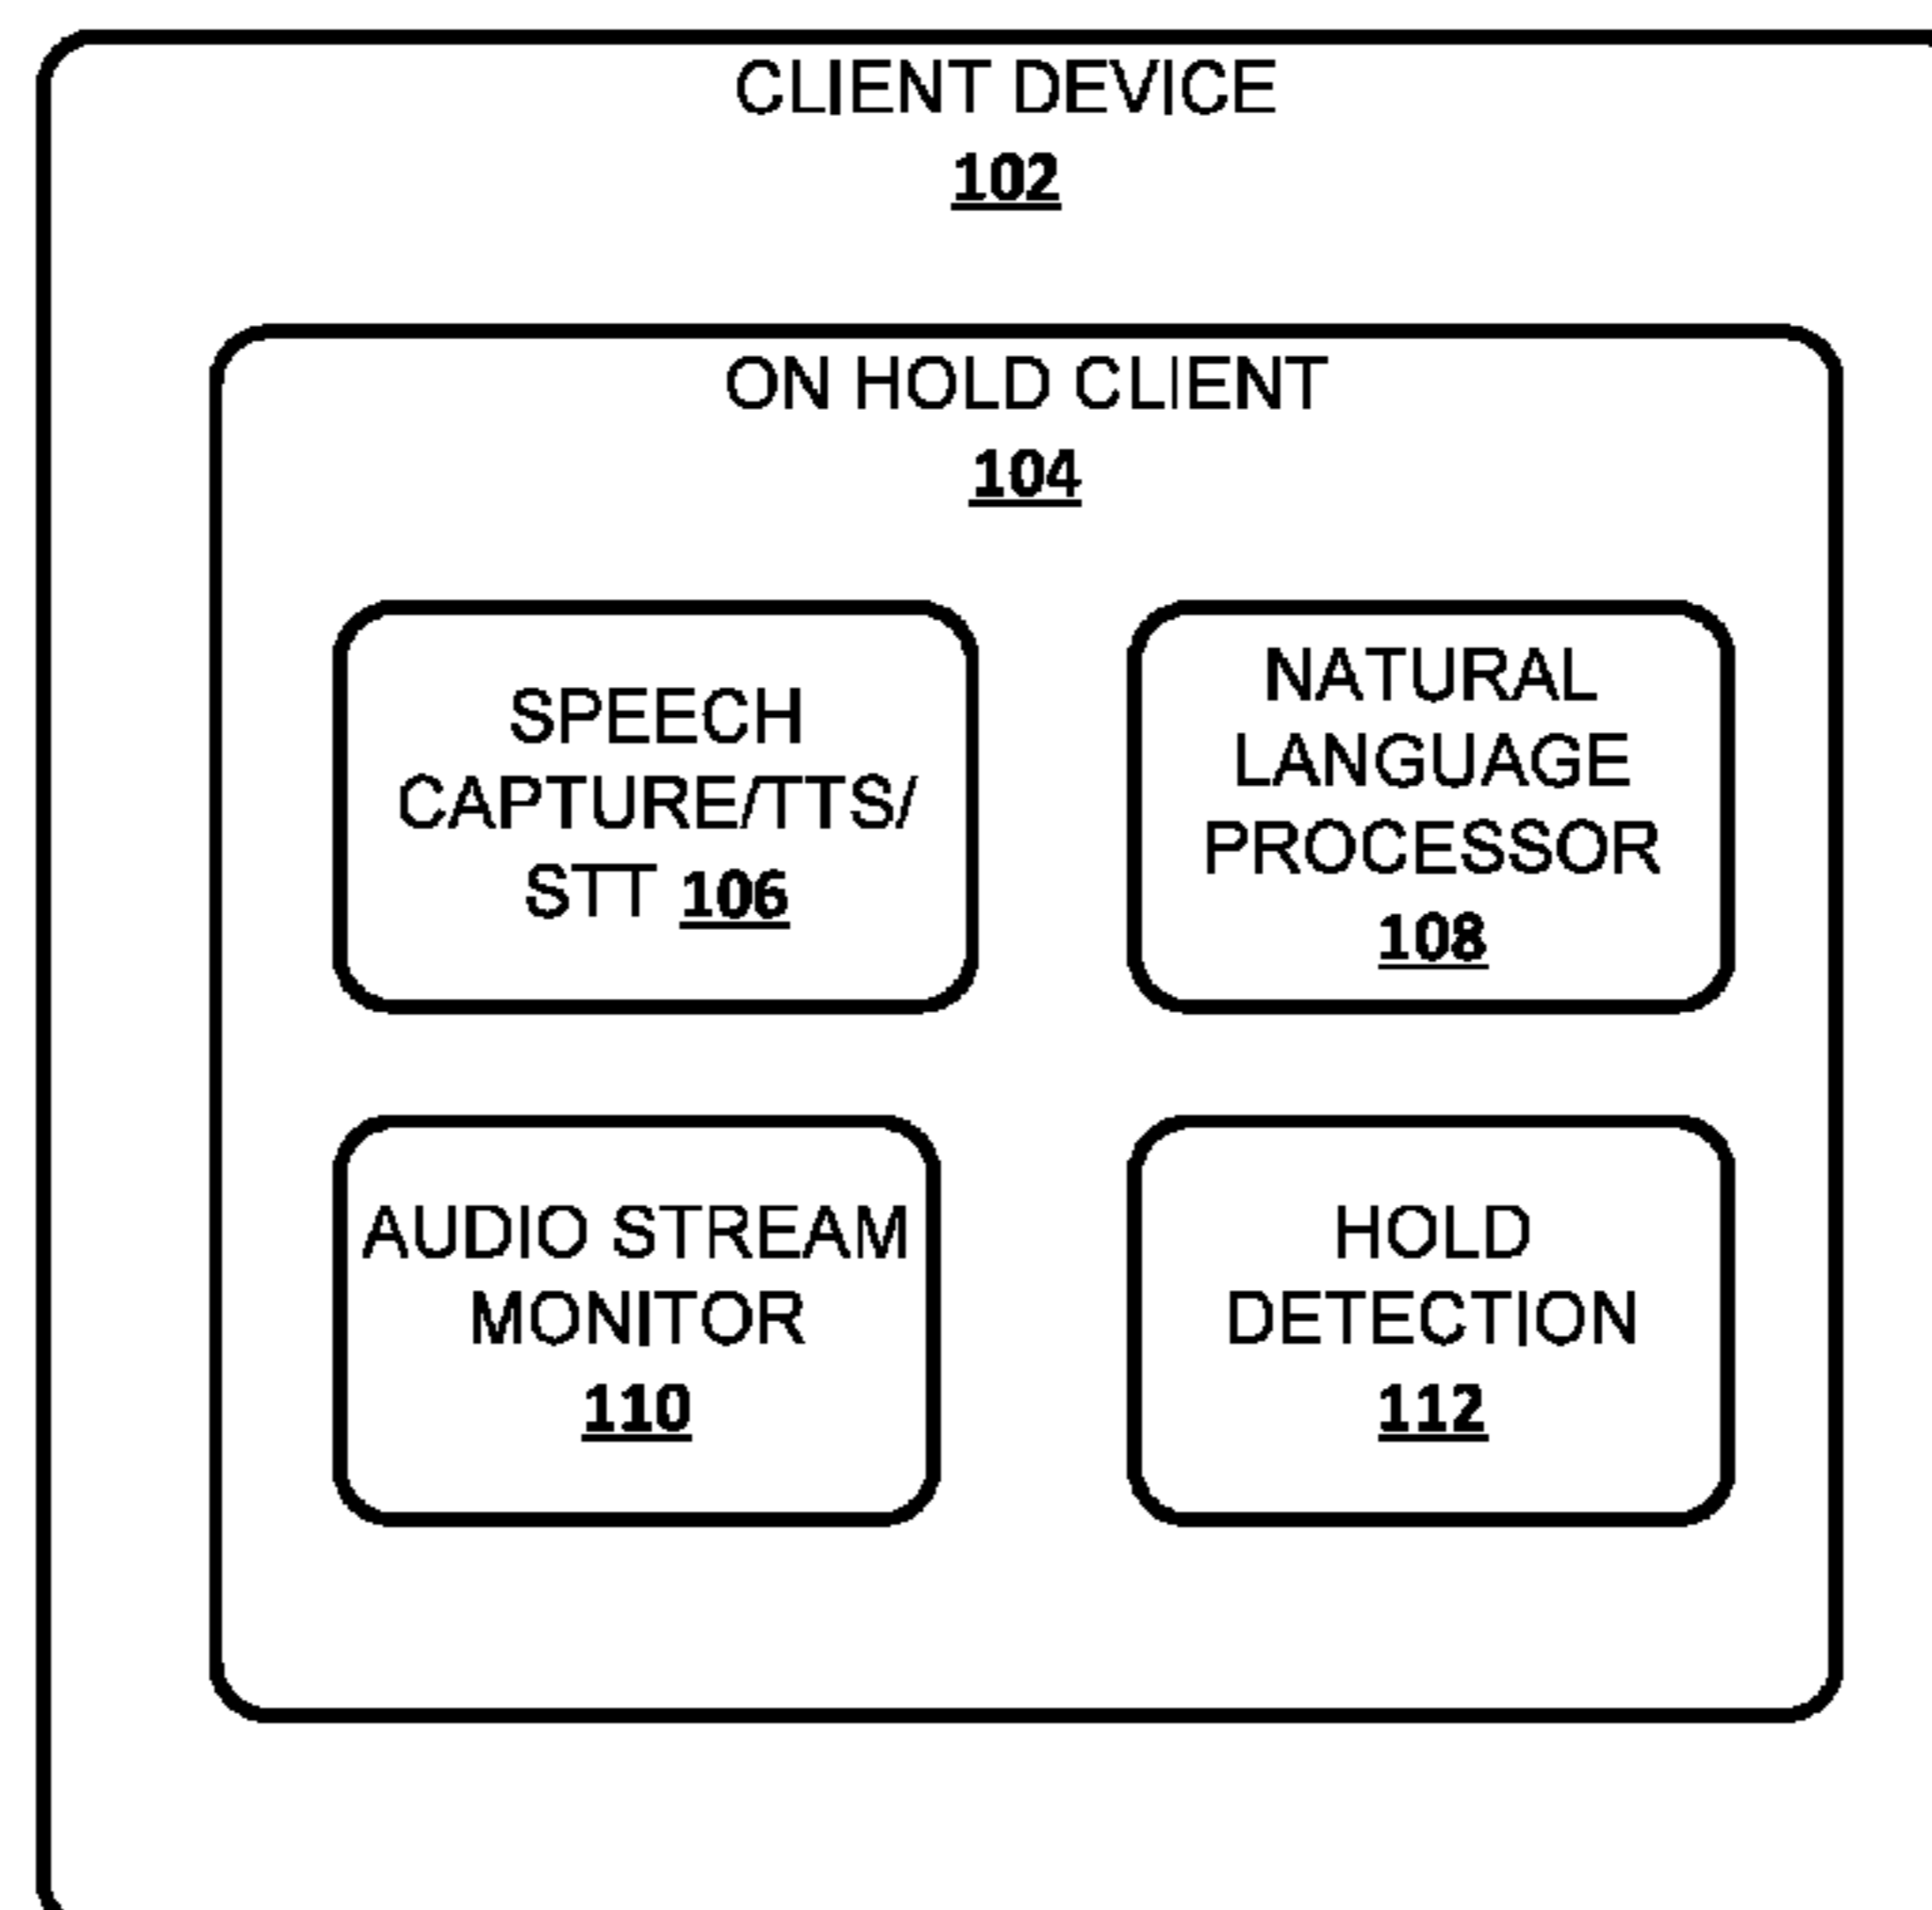 CLIENT DEVICE
102
ON HOLD CLIENT
104
SPEECH
CAPTURE/TTS/
STT 106
NATURAL
LANGUAGE
PROCESSOR
108
AUDIO STREAM
MONITOR
110
HOLD
DETECTION
112